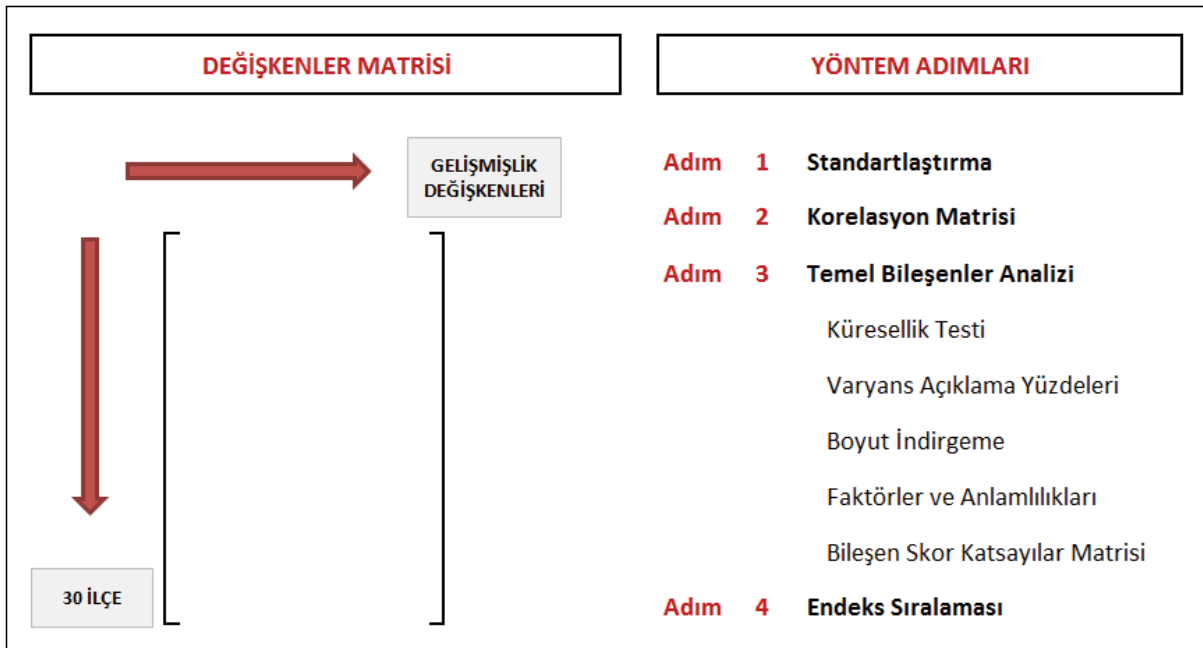 DEĞİŞKENLER MATRİSİ
GELİŞMİŞLİK
DEĞİŞKENLERİ
30 İLÇE
YÖNTEM ADIMLARI
Adım 1 Standartlaştırma
Adım 2 Korelasyon Matrisi
Adım 3 Temel Bileşenler Analizi
Küresellik Testi
Varyans Açıklama Yüzdeleri
Boyut İndirgeme
Faktörler ve Anlamlılıkları
Bileşen Skor Katsayılar Matrisi
Adım 4 Endeks Sıralaması